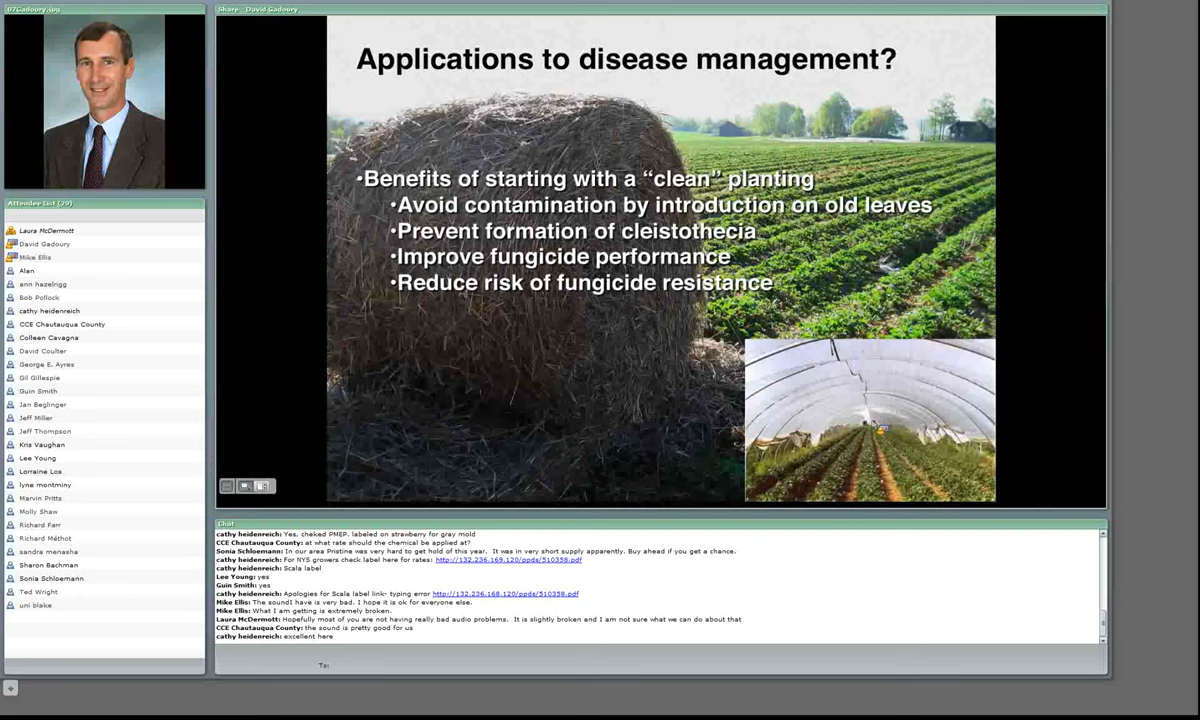 07Gadoury.jpg
Share - David Gadoury
Applications to disease management?
•Benefits of starting with a “clean” planting
•Avoid contamination by introduction on old leaves
•Prevent formation of cleistothecia
•Improve fungicide performance
•Reduce risk of fungicide resistance
Attendee List (29)
Laura McDermott
David Gadoury
Mike Ellis
Alan
ann hazelrigg
Bob Pollock
cathy heidenreich
CCE Chautauqua County
Colleen Cavagna
David Coulter
George E. Ayres
Gil Gillespie
Guin Smith
Jan Beglinger
Jeff Miller
Jeff Thompson
Kris Vaughan
Lee Young
Lorraine Los
lyne montminy
Marvin Pritts
Molly Shaw
Richard Farr
Richard Méthot
sandra menasha
Sharon Bachman
Sonia Schloemann
Ted Wright
uni blake
Chat
cathy heidenreich: Yes, cheked PMEP. labeled on strawberry for gray mold
CCE Chautauqua County: at what rate should the chemical be applied at?
Sonia Schloemann: In our area Pristine was very hard to get hold of this year. It was in very short supply apparently. Buy ahead if you get a chance.
cathy heidenreich: For NYS growers check label here for rates: http://132.236.169.120/ppds/510358.pdf
cathy heidenreich: Scala label
Lee Young: yes
Guin Smith: yes
cathy heidenreich: Apologies for Scala label link- typing error http://132.236.168.120/ppds/510358.pdf
Mike Ellis: The soundI have is very bad. I hope it is ok for everyone else.
Mike Ellis: What I am getting is extremely broken.
Laura McDermott: Hopefully most of you are not having really bad audio problems. It is slightly broken and I am not sure what we can do about that
CCE Chautauqua County: the sound is pretty good for us
cathy heidenreich: excellent here
To: